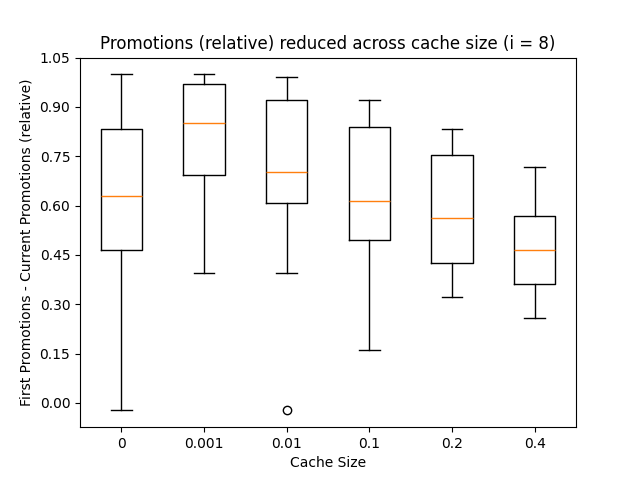 Promotions (relative) reduced across cache size (i = 8)
First Promotions - Current Promotions (relative)
1.05
0.90
0.75
0.60
0.45
0.30
0.15
0.00
0 0.001 0.01 0.1 0.2 0.4
Cache Size